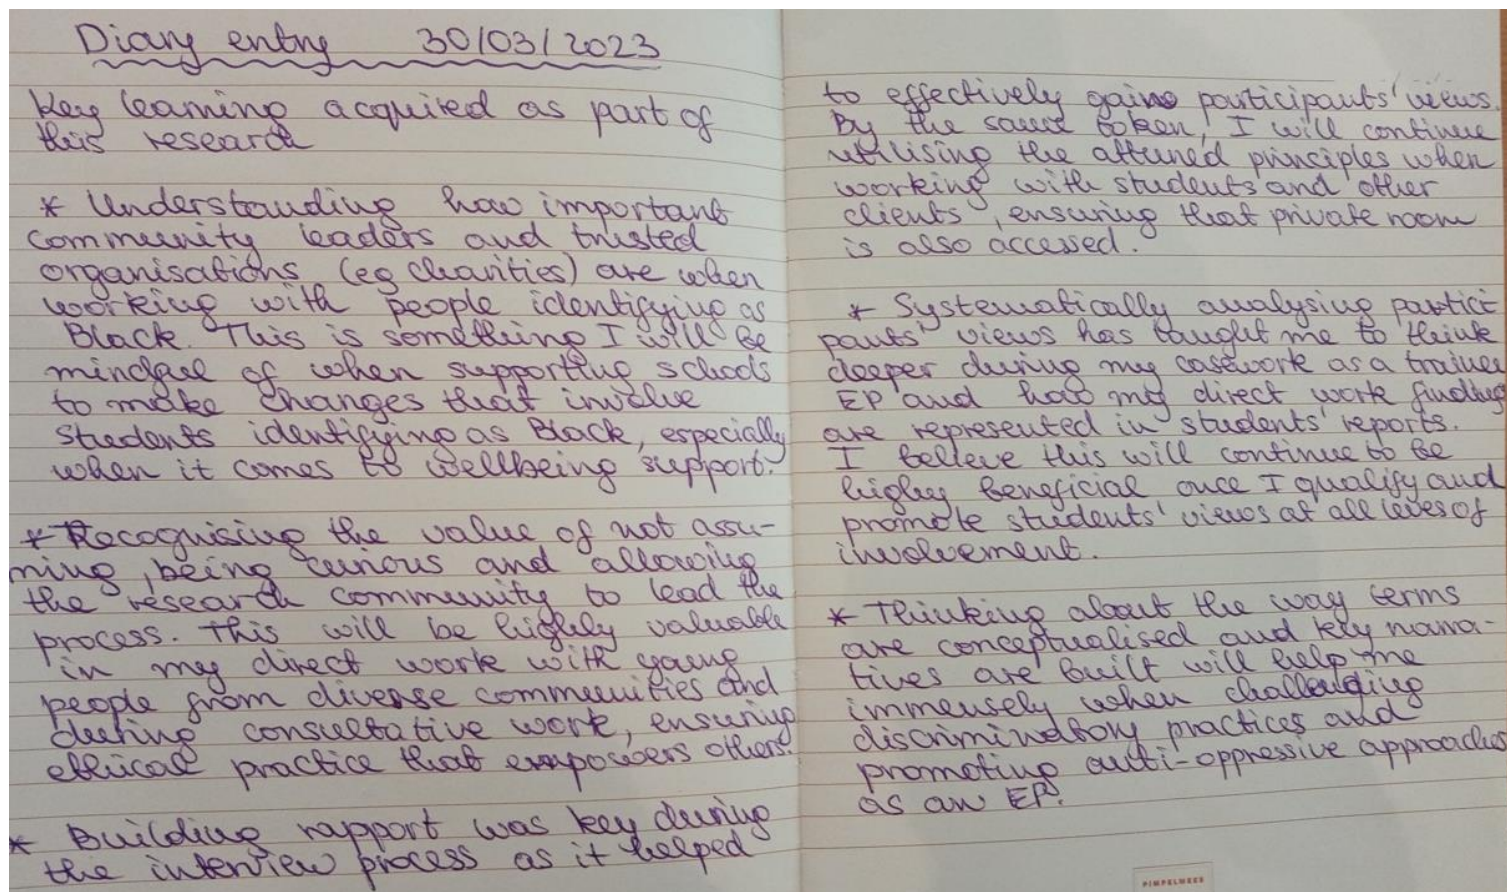 Diary entry 30/03/2023
Key learning acquired as part of
this research
* Understanding how important
community leaders and trusted
organisations (eg charities) are when
working with people identifying as
Black. This is something I will be
mindful of when supporting schools
to make changes that involve
students identifying as Black, especially
when it comes to wellbeing support.
* Recognising the value of not assu-
ming, being curious and allowing
the research community to lead the
process. This will be highly valuable
in my direct work with young
people from diverse communities and
during consultative work, ensuring
ethical practice that empowers others.
* Building rapport was key during
the interview process as it helped
to effectively gain participants' views.
By the same token, I will continue
utilising the attuned principles when
working with students and other
clients, ensuring that private room
is also accessed.
* Systematically analysing partici
pants' views has taught me to think
deeper during my casework as a trainee
EP and how my direct work findings
are represented in students' reports.
I believe this will continue to be
highly beneficial once I qualify and
promote students' views at all leves of
involvement.
* Thinking about the way terms
are conceptualised and key narra-
tives are built will help me
immensely when challenging
discriminatory practices and
promoting anti-oppressive approaches
as an EP.
PIMPELMEES